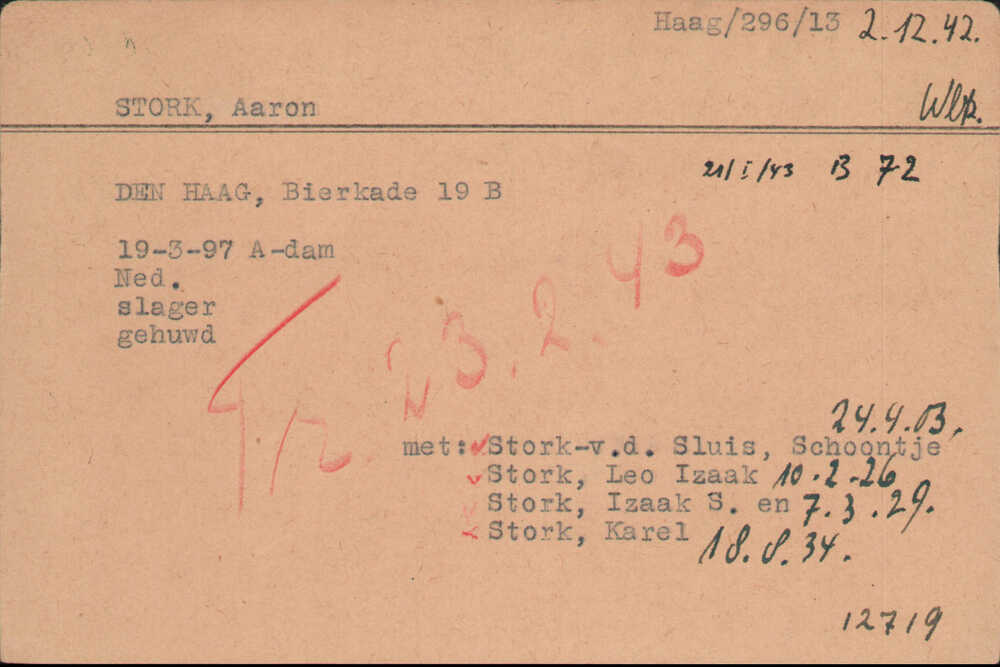 Haag/296/13 2.12.42.
Wbk.
STORK, Aaron
21/I/43 B 72
DEN HAAG, Bierkade 19 B
19-3-97 A-dam
Ned.
slager
gehuwd
23.2.43
24.4.03.
met: Stork-v.d. Sluis, Schoontje
Stork, Leo Izaak 10.2.26
Stork, Izaak S. en 7.3.29.
Stork, Karel 18.8.34.
12719